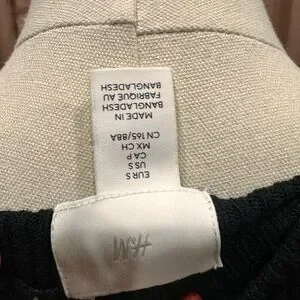 EUR S
US S
CA P
MX CH
CN 165/88A
MADE IN
BANGLADESH
FABRIQUÉ AU
BANGLADESH